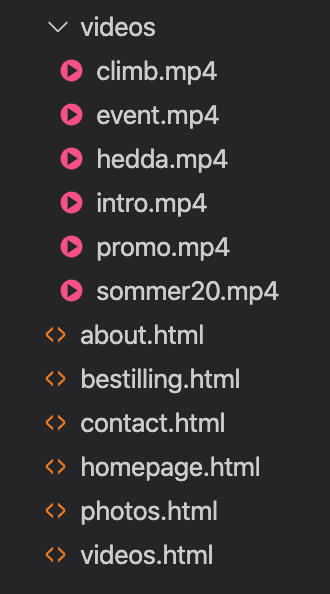 videos
climb.mp4
event.mp4
hedda.mp4
intro.mp4
promo.mp4
sommer20.mp4
about.html
bestilling.html
contact.html
homepage.html
photos.html
videos.html